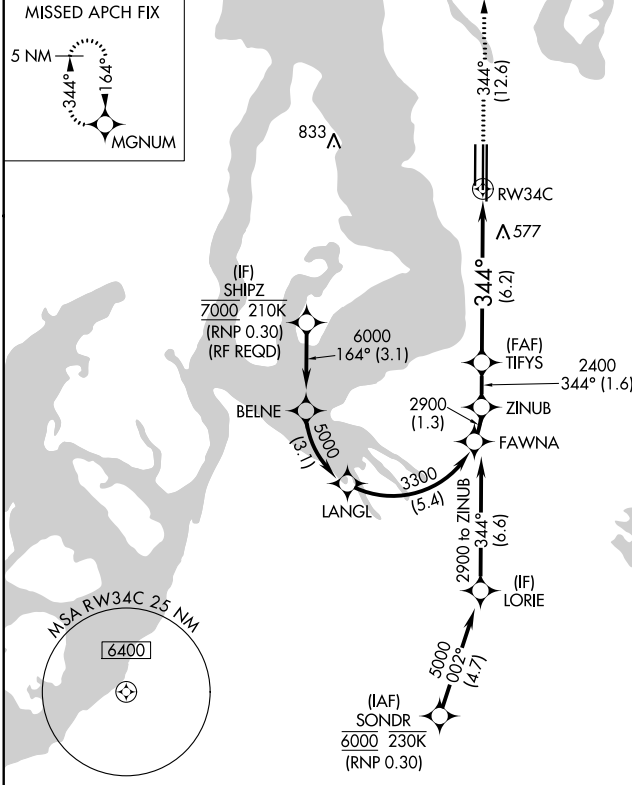 MISSED APCH FIX
5 NM
344°
164°
MGNUM
344°
(12.6)
833
RW34C
577
344°
(6.2)
(IF)
SHIPZ
7000 210K
(RNP 0.30)
(RF REQD)
6000
164° (3.1)
(FAF)
TIFYS
2400
344° (1.6)
BELNE
2900
(1.3)
ZINUB
5000
(3.1)
FAWNA
3300
(5.4)
LANGL
2900 to ZINUB
344°
(6.6)
(IF)
LORIE
MSA RW34C 25 NM
6400
5000
002°
(4.7)
(IAF)
SONDR
6000 230K
(RNP 0.30)